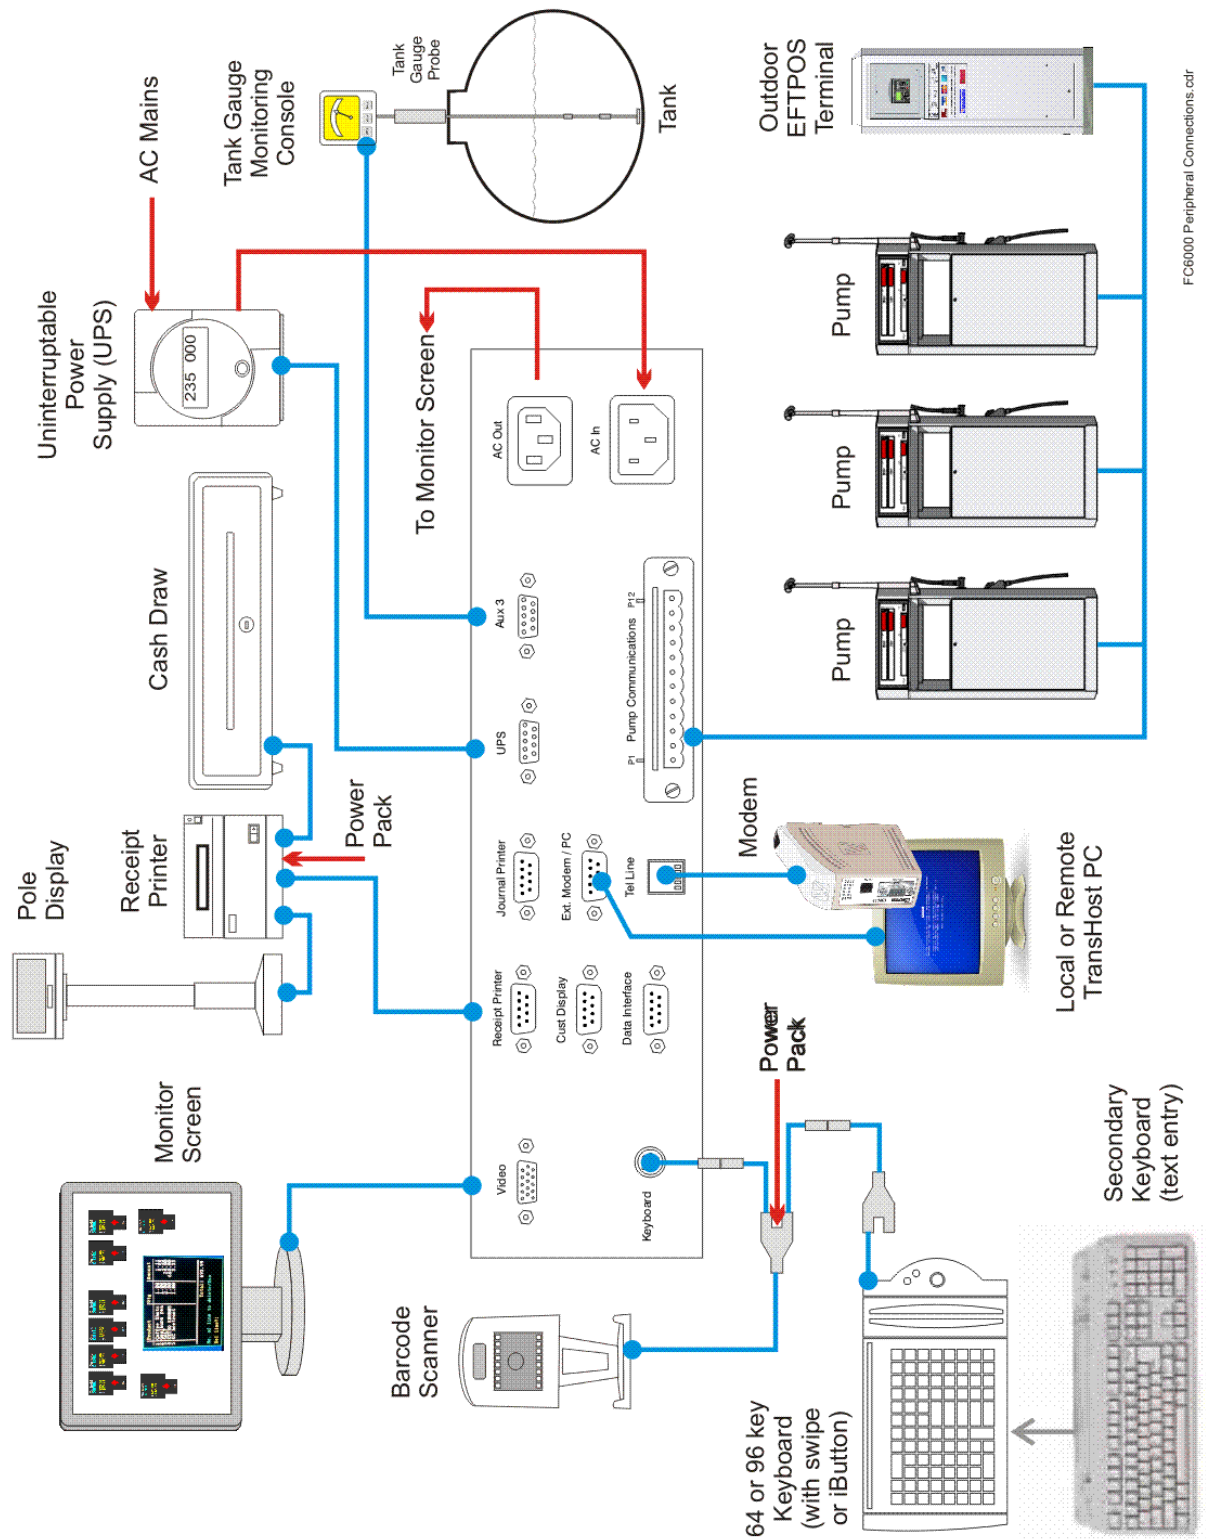 Monitor
Screen
Pole
Display
Receipt
Printer
Cash Draw
Uninterruptable
Power
Supply (UPS)
235 000
AC Mains
Tank Gauge
Monitoring
Console
Tank
Gauge
Probe
Tank
Power
Pack
To Monitor Screen
Barcode
Scanner
Video
Receipt Printer
Journal Printer
UPS
Aux 3
AC Out
Cust Display
Ext. Modem / PC
AC In
Keyboard
Data Interface
Tel Line
P1
Pump Communications
P12
Power
Pack
Modem
64 or 96 key
Keyboard
(with swipe
or iButton)
Local or Remote
TransHost PC
Pump
Pump
Pump
Outdoor
EFTPOS
Terminal
Secondary
Keyboard
(text entry)
FC6000 Peripheral Connections.cdr